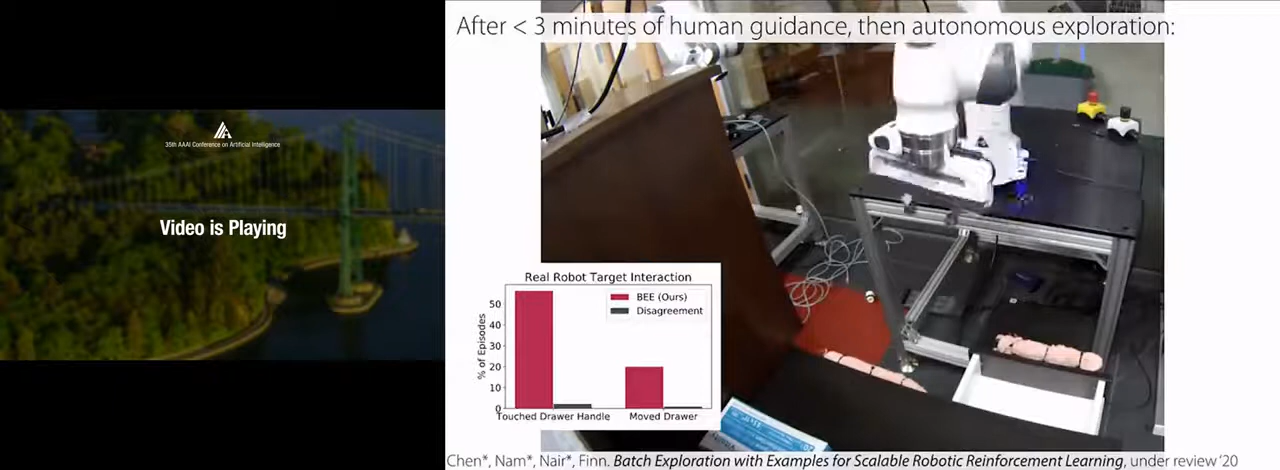 After < 3 minutes of human guidance, then autonomous exploration:
35th AAAI Conference on Artificial Intelligence
Video is Playing
Real Robot Target Interaction
BEE (Ours)
Disagreement
% of Episodes
50
40
30
20
10
0
Touched Drawer Handle
Moved Drawer
Chen*, Nam*, Nair*, Finn. Batch Exploration with Examples for Scalable Robotic Reinforcement Learning, under review '20